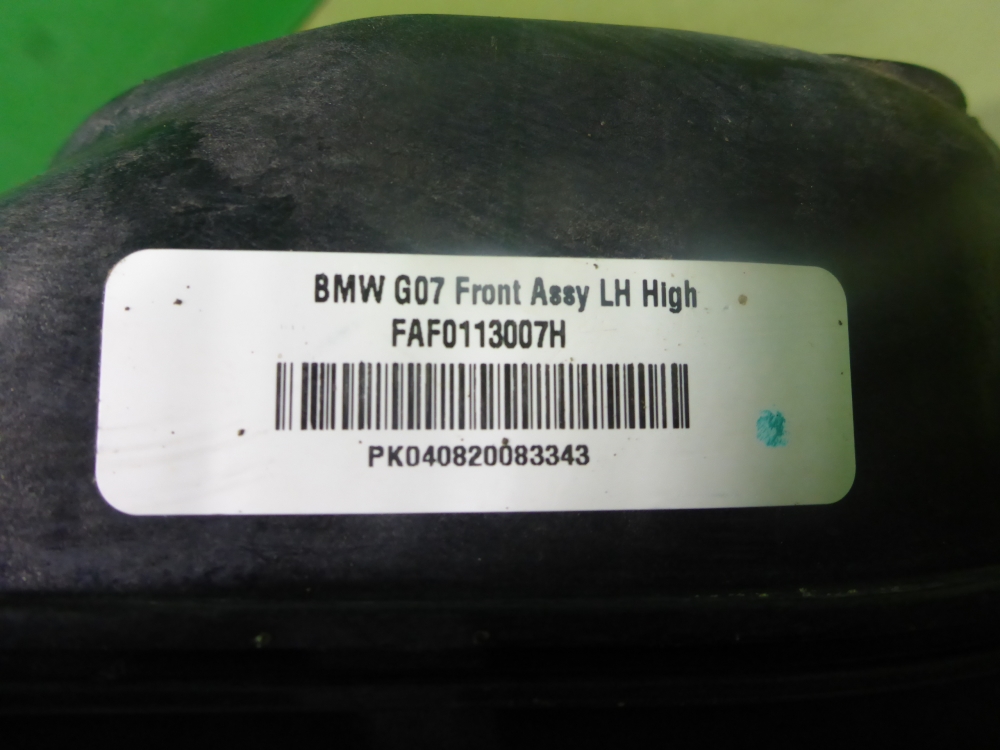 BMW G07 Front Assy LH High
FAF0113007H
PK040820083343